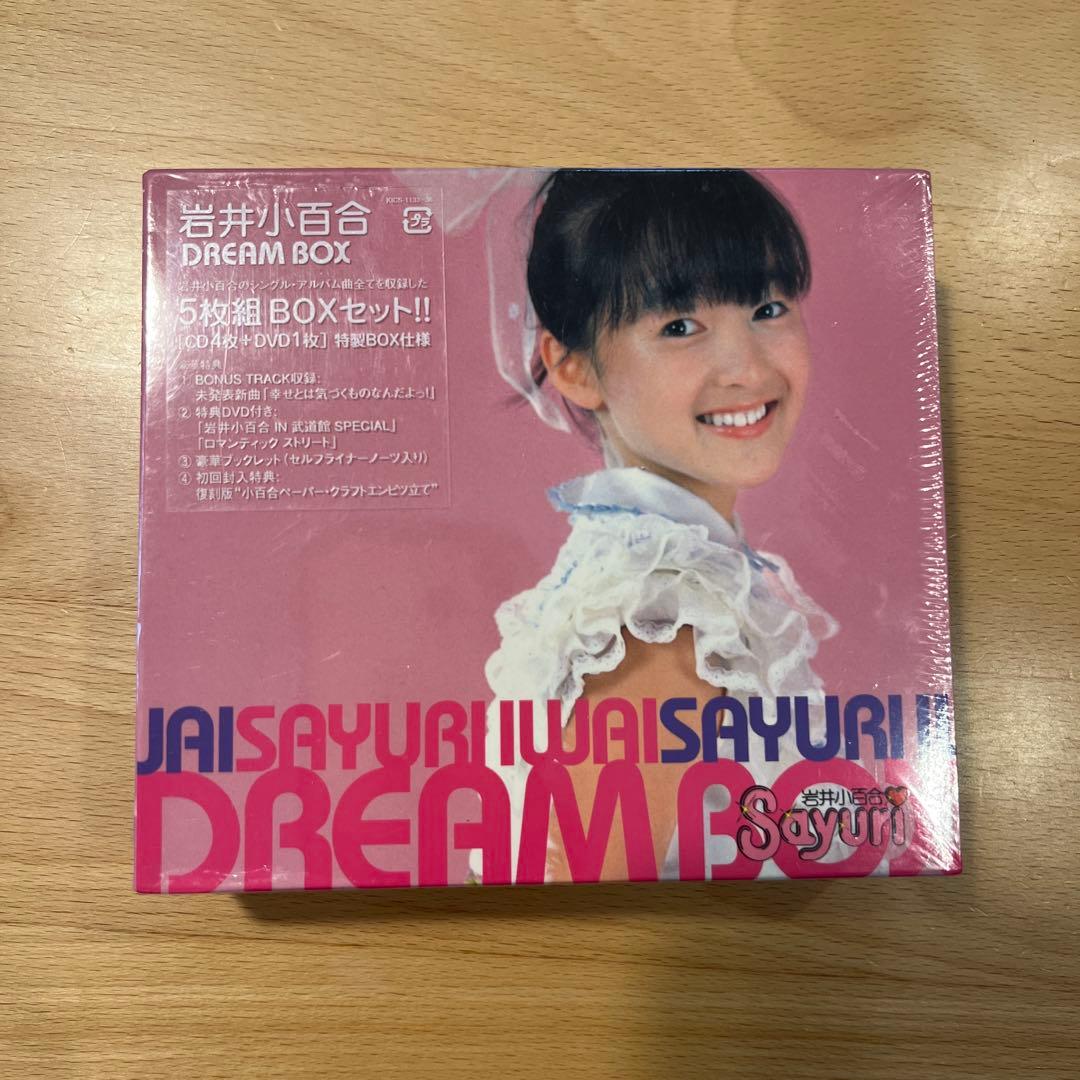 KICS-1133~36
岩井小百合
プラ
DREAM BOX
岩井小百合のシングル・アルバム曲全てを収録した
5枚組 BOXセット!!
[CD4枚+DVD1枚] 特製BOX仕様
豪華特典
① BONUS TRACK収録:
未発表新曲「幸せとは気づくものなんだよっ!」
② 特典DVD付き:
「岩井小百合 IN 武道館 SPECIAL」
「ロマンティック ストリート」
③ 豪華ブックレット(セルフライナーノーツ入り)
④ 初回封入特典:
復刻版"小百合ペーパー・クラフトエンピツ立て"
SAYURI IWAI SAYURI
DREAM BO
岩井小百合
Sayuri